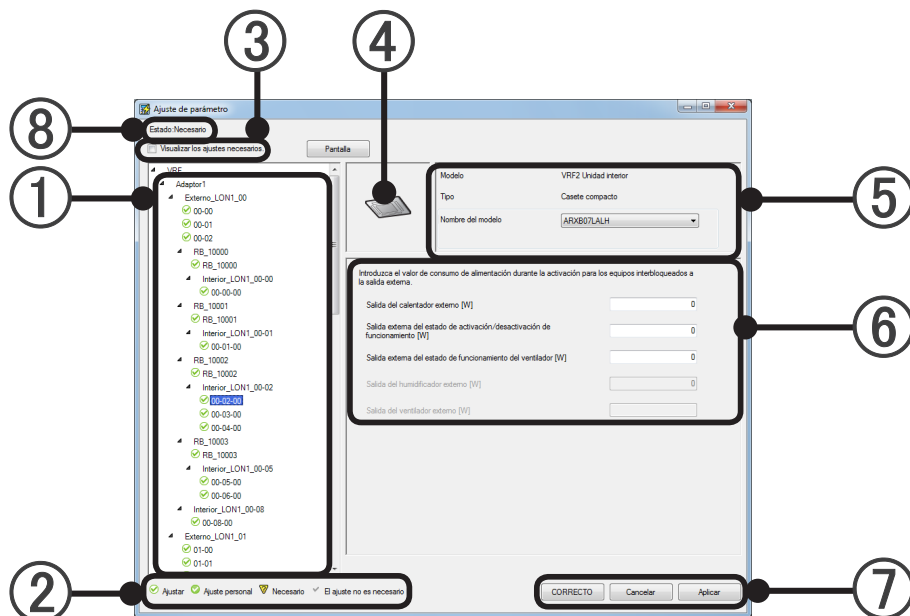 ③
④
Ajuste de parámetro
⑧
Estado:Necesario
Visualizar los ajustes necesarios
Pantalla
①
VRF
Adaptor1
Externo_LON1_00
00-00
00-01
00-02
RB_10000
RB_10000
Interior_LON1_00-00
00-00-00
RB_10001
RB_10001
Interior_LON1_00-01
00-01-00
RB_10002
RB_10002
Interior_LON1_00-02
00-02-00
00-03-00
00-04-00
RB_10003
RB_10003
Interior_LON1_00-05
00-05-00
00-06-00
Interior_LON1_00-08
00-08-00
Externo_LON1_01
01-00
01-01
Modelo VRF2 Unidad interior
Tipo Casete compacto
Nombre del modelo ARXB07LALH
⑤
Introduzca el valor de consumo de alimentación durante la activación para los equipos interbloqueados a
la salida externa.
Salida del calentador externo [W] 0
Salida externa del estado de activación/desactivación de
funcionamiento [W] 0
Salida externa del estado de funcionamiento del ventilador [W] 0
Salida del humidificador externo [W] 0
Salida del ventilador externo [W]
⑥
②
Ajustar Ajuste personal Necesario El ajuste no es necesario
CORRECTO Cancelar Aplicar
⑦